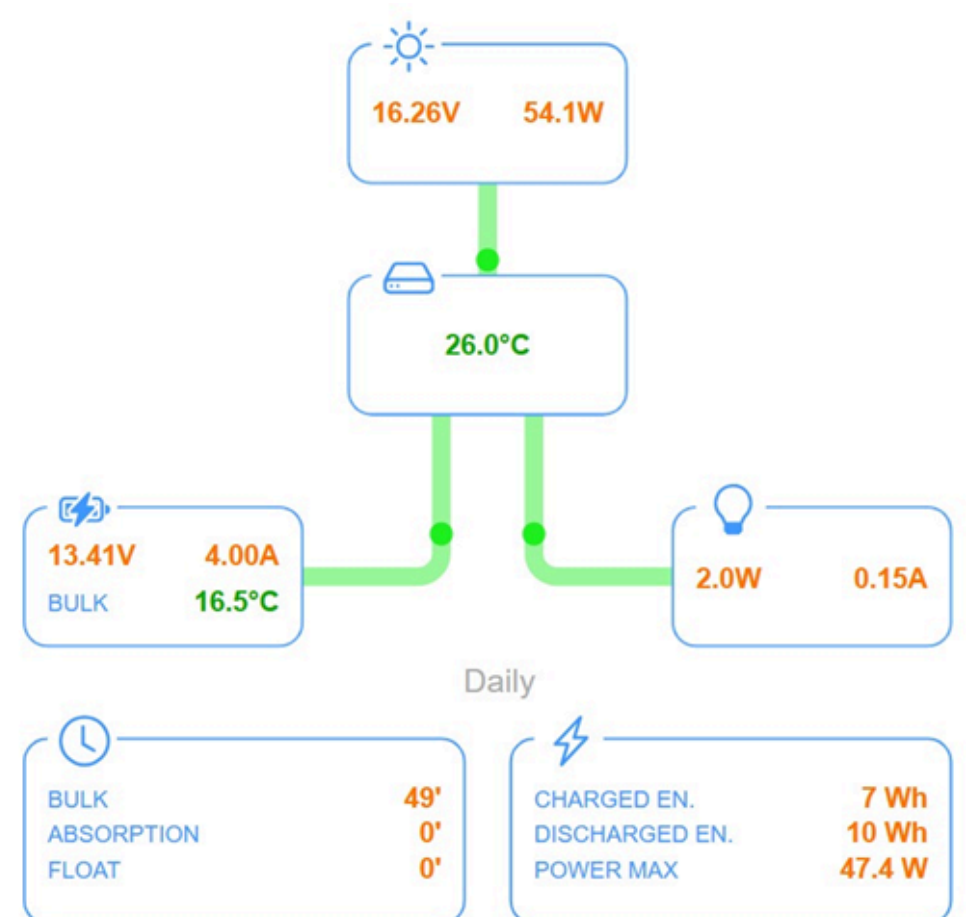 16.26V 54.1W
26.0°C
13.41V 4.00A
BULK 16.5°C
2.0W 0.15A
Daily
BULK 49'
ABSORPTION 0'
FLOAT 0'
CHARGED EN. 7 Wh
DISCHARGED EN. 10 Wh
POWER MAX 47.4 W